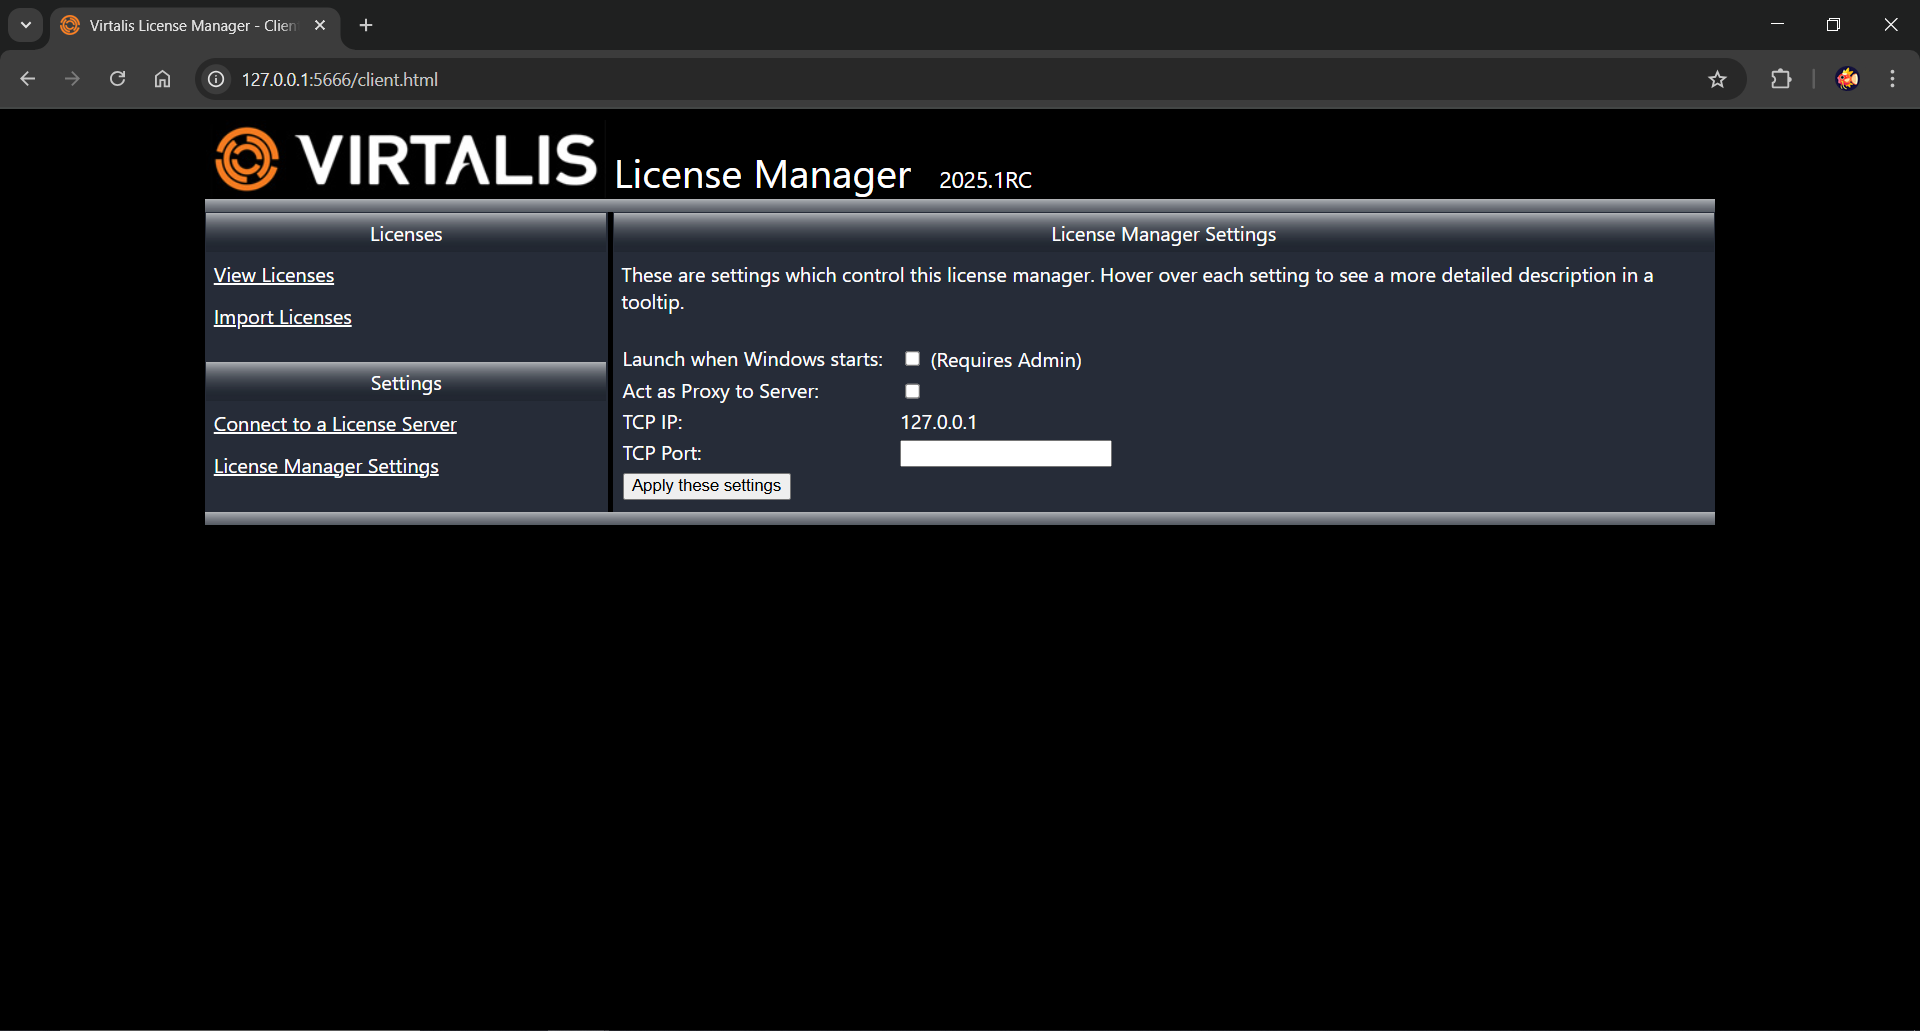 Virtalis License Manager - Clien
127.0.0.1:5666/client.html
VIRTALIS License Manager 2025.1RC
Licenses
View Licenses
Import Licenses
Settings
Connect to a License Server
License Manager Settings
License Manager Settings
These are settings which control this license manager. Hover over each setting to see a more detailed description in a
tooltip.
Launch when Windows starts: (Requires Admin)
Act as Proxy to Server:
TCP IP: 127.0.0.1
TCP Port:
Apply these settings